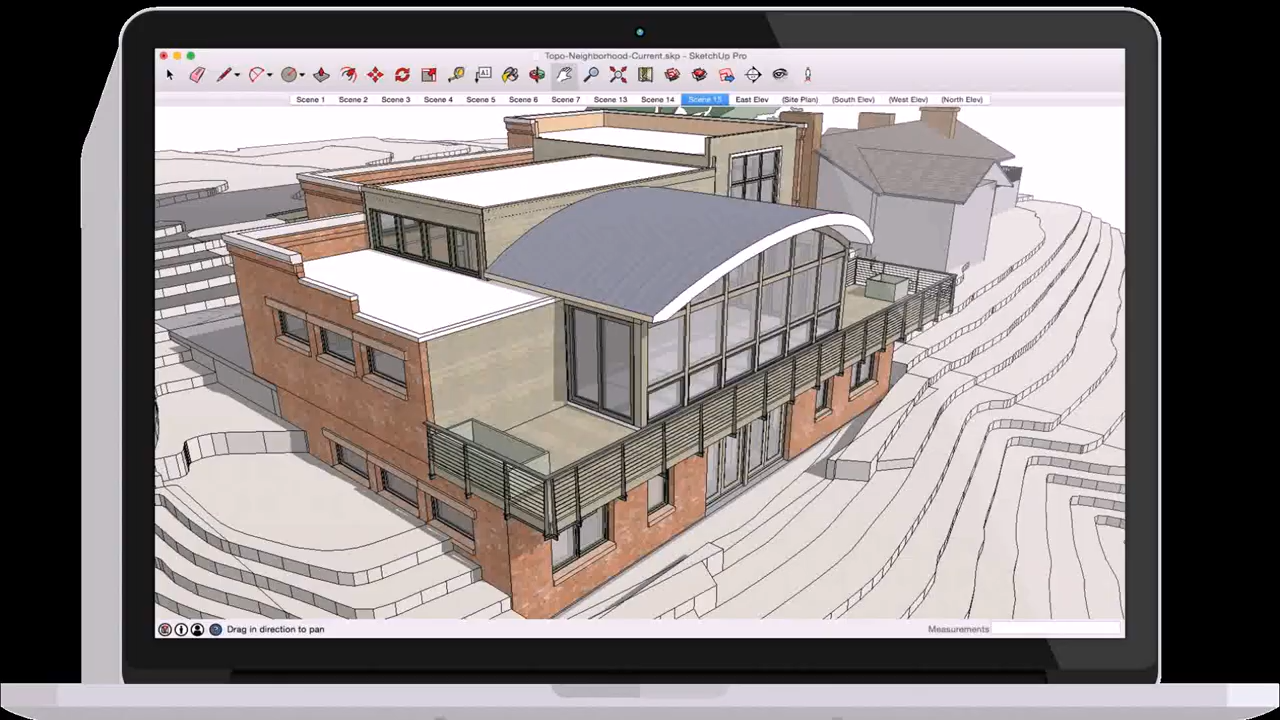 Topo-Neighborhood-Current.skp - SketchUp Pro
A1
Scene 1 Scene 2 Scene 3 Scene 4 Scene 5 Scene 6 Scene 7 Scene 13 Scene 14 Scene 15 East Elev (Site Plan) (South Elev) (West Elev) (North Elev)
Drag in direction to pan
Measurements